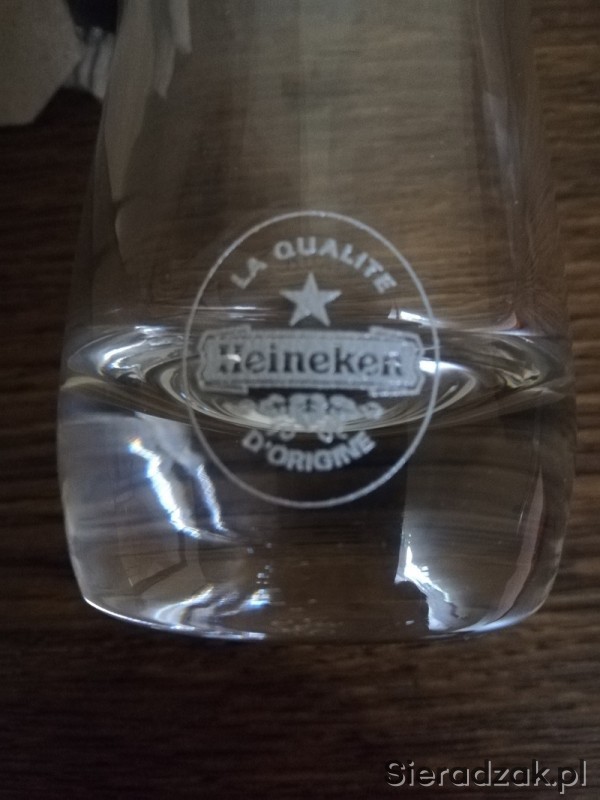 LA QUALITE
Heineken
D'ORIGINE
Sieradzak.pl